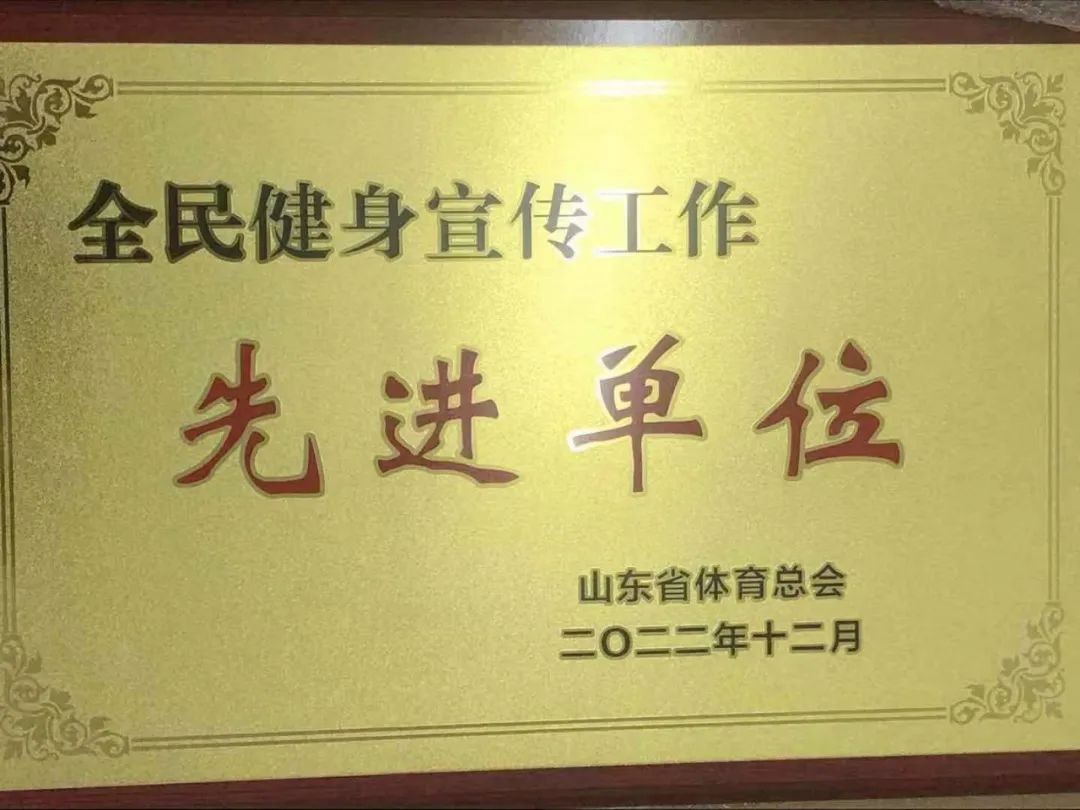 全民健身宣传工作
先进单位
山东省体育总会
二〇二二年十二月